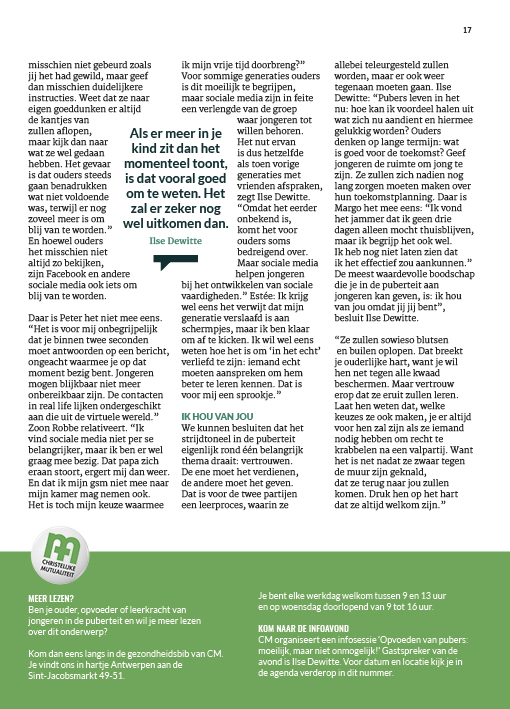 17
misschien niet gebeurd zoals
jij het had gewild, maar geef
dan misschien duidelijkere
instructies. Weet dat ze naar
eigen goeddunken er altijd
de kantjes van
zullen aflopen,
maar kijk dan naar
wat ze wel gedaan
hebben. Het gevaar
is dat ouders steeds
gaan benadrukken
wat niet voldoende
was, terwijl er nog
zoveel meer is om
blij van te worden.”
En hoewel ouders
het misschien niet
altijd zo bekijken,
zijn Facebook en andere
sociale media ook iets om
blij van te worden.
Daar is Peter het niet mee eens.
“Het is voor mij onbegrijpelijk
dat je binnen twee seconden
moet antwoorden op een bericht,
ongeacht waarmee je op dat
moment bezig bent. Jongeren
mogen blijkbaar niet meer
onbereikbaar zijn. De contacten
in real life lijken ondergeschikt
aan die uit de virtuele wereld.”
Zoon Robbe relativeert. “Ik
vind sociale media niet per se
belangrijker, maar ik ben er wel
graag mee bezig. Dat papa zich
eraan stoort, ergert mij dan weer.
En dat ik mijn gsm niet mee naar
mijn kamer mag nemen ook.
Het is toch mijn keuze waarmee
Als er meer in je
kind zit dan het
momenteel toont,
is dat vooral goed
om te weten. Het
zal er zeker nog
wel uitkomen dan.
Ilse Dewitte
ik mijn vrije tijd doorbreng?”
Voor sommige generaties ouders
is dit moeilijk te begrijpen,
maar sociale media zijn in feite
een verlengde van de groep
waar jongeren tot
willen behoren.
Het nut ervan
is dus hetzelfde
als toen vorige
generaties met
vrienden afspraken,
zegt Ilse Dewitte.
“Omdat het eerder
onbekend is,
komt het voor
ouders soms
bedreigend over.
Maar sociale media
helpen jongeren
bij het ontwikkelen van sociale
vaardigheden.” Estée: Ik krijg
wel eens het verwijt dat mijn
generatie verslaafd is aan
schermpjes, maar ik ben klaar
om af te kicken. Ik wil wel eens
weten hoe het is om ‘in het echt’
verliefd te zijn: iemand echt
moeten aanspreken om hem
beter te leren kennen. Dat is
voor mij een sprookje.”
IK HOU VAN JOU
We kunnen besluiten dat het
strijdtoneel in de puberteit
eigenlijk rond één belangrijk
thema draait: vertrouwen.
De ene moet het verdienen,
de andere moet het geven.
Dat is voor de twee partijen
een leerproces, waarin ze
allebei teleurgesteld zullen
worden, maar er ook weer
tegenaan moeten gaan. Ilse
Dewitte: “Pubers leven in het
nu: hoe kan ik voordeel halen uit
wat zich nu aandient en hiermee
gelukkig worden? Ouders
denken op lange termijn: wat
is goed voor de toekomst? Geef
jongeren de ruimte om jong te
zijn. Ze zullen zich nadien nog
lang zorgen moeten maken over
hun toekomstplanning. Daar is
Margo het mee eens: “Ik vond
het jammer dat ik geen drie
dagen alleen mocht thuisblijven,
maar ik begrijp het ook wel.
Ik heb nog niet laten zien dat
ik het effectief zou aankunnen.”
De meest waardevolle boodschap
die je in de puberteit aan
jongeren kan geven, is: ik hou
van jou omdat jij jij bent”,
besluit Ilse Dewitte.
“Ze zullen sowieso blutsen
en builen oplopen. Dat breekt
je ouderlijke hart, want je wil
hen net tegen alle kwaad
beschermen. Maar vertrouw
erop dat ze eruit zullen leren.
Laat hen weten dat, welke
keuzes ze ook maken, je er altijd
voor hen zal zijn als ze iemand
nodig hebben om recht te
krabbelen na een valpartij. Want
het is net nadat ze zwaar tegen
de muur zijn geknald,
dat ze terug naar jou zullen
komen. Druk hen op het hart
dat ze altijd welkom zijn.”
CHRISTELIJKE
MUTUALITEIT
MEER LEZEN?
Ben je ouder, opvoeder of leerkracht van
jongeren in de puberteit en wil je meer lezen
over dit onderwerp?
Kom dan eens langs in de gezondheidsbib van CM.
Je vindt ons in hartje Antwerpen aan de
Sint-Jacobsmarkt 49-51.
Je bent elke werkdag welkom tussen 9 en 13 uur
en op woensdag doorlopend van 9 tot 16 uur.
KOM NAAR DE INFOAVOND
CM organiseert een infosessie ‘Opvoeden van pubers:
moeilijk, maar niet onmogelijk!’ Gastspreker van de
avond is Ilse Dewitte. Voor datum en locatie kijk je in
de agenda verderop in dit nummer.